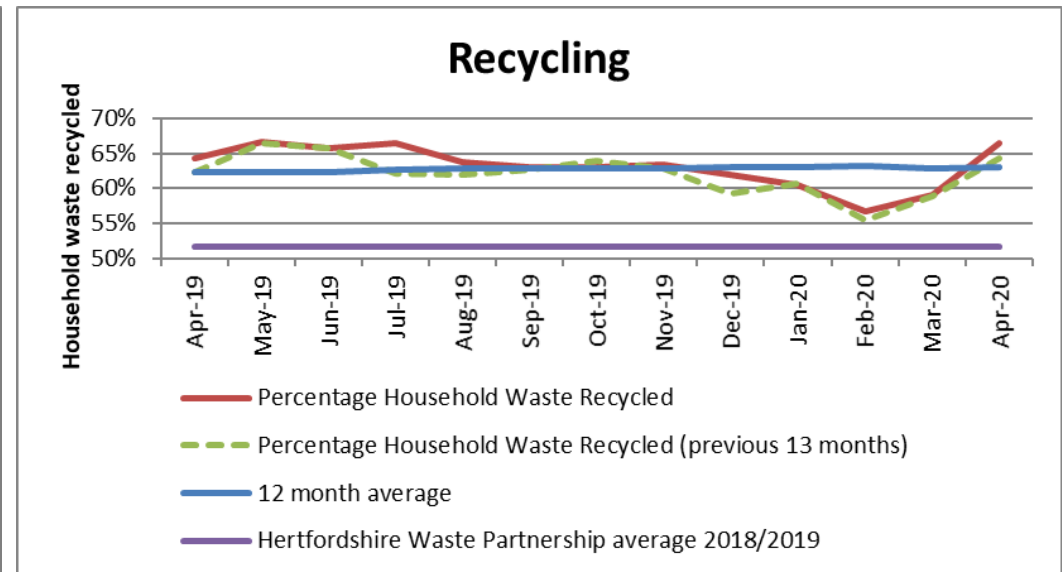 Recycling
Household waste recycled
70%
65%
60%
55%
50%
Apr-19
May-19
Jun-19
Jul-19
Aug-19
Sep-19
Oct-19
Nov-19
Dec-19
Jan-20
Feb-20
Mar-20
Apr-20
Percentage Household Waste Recycled
Percentage Household Waste Recycled (previous 13 months)
12 month average
Hertfordshire Waste Partnership average 2018/2019